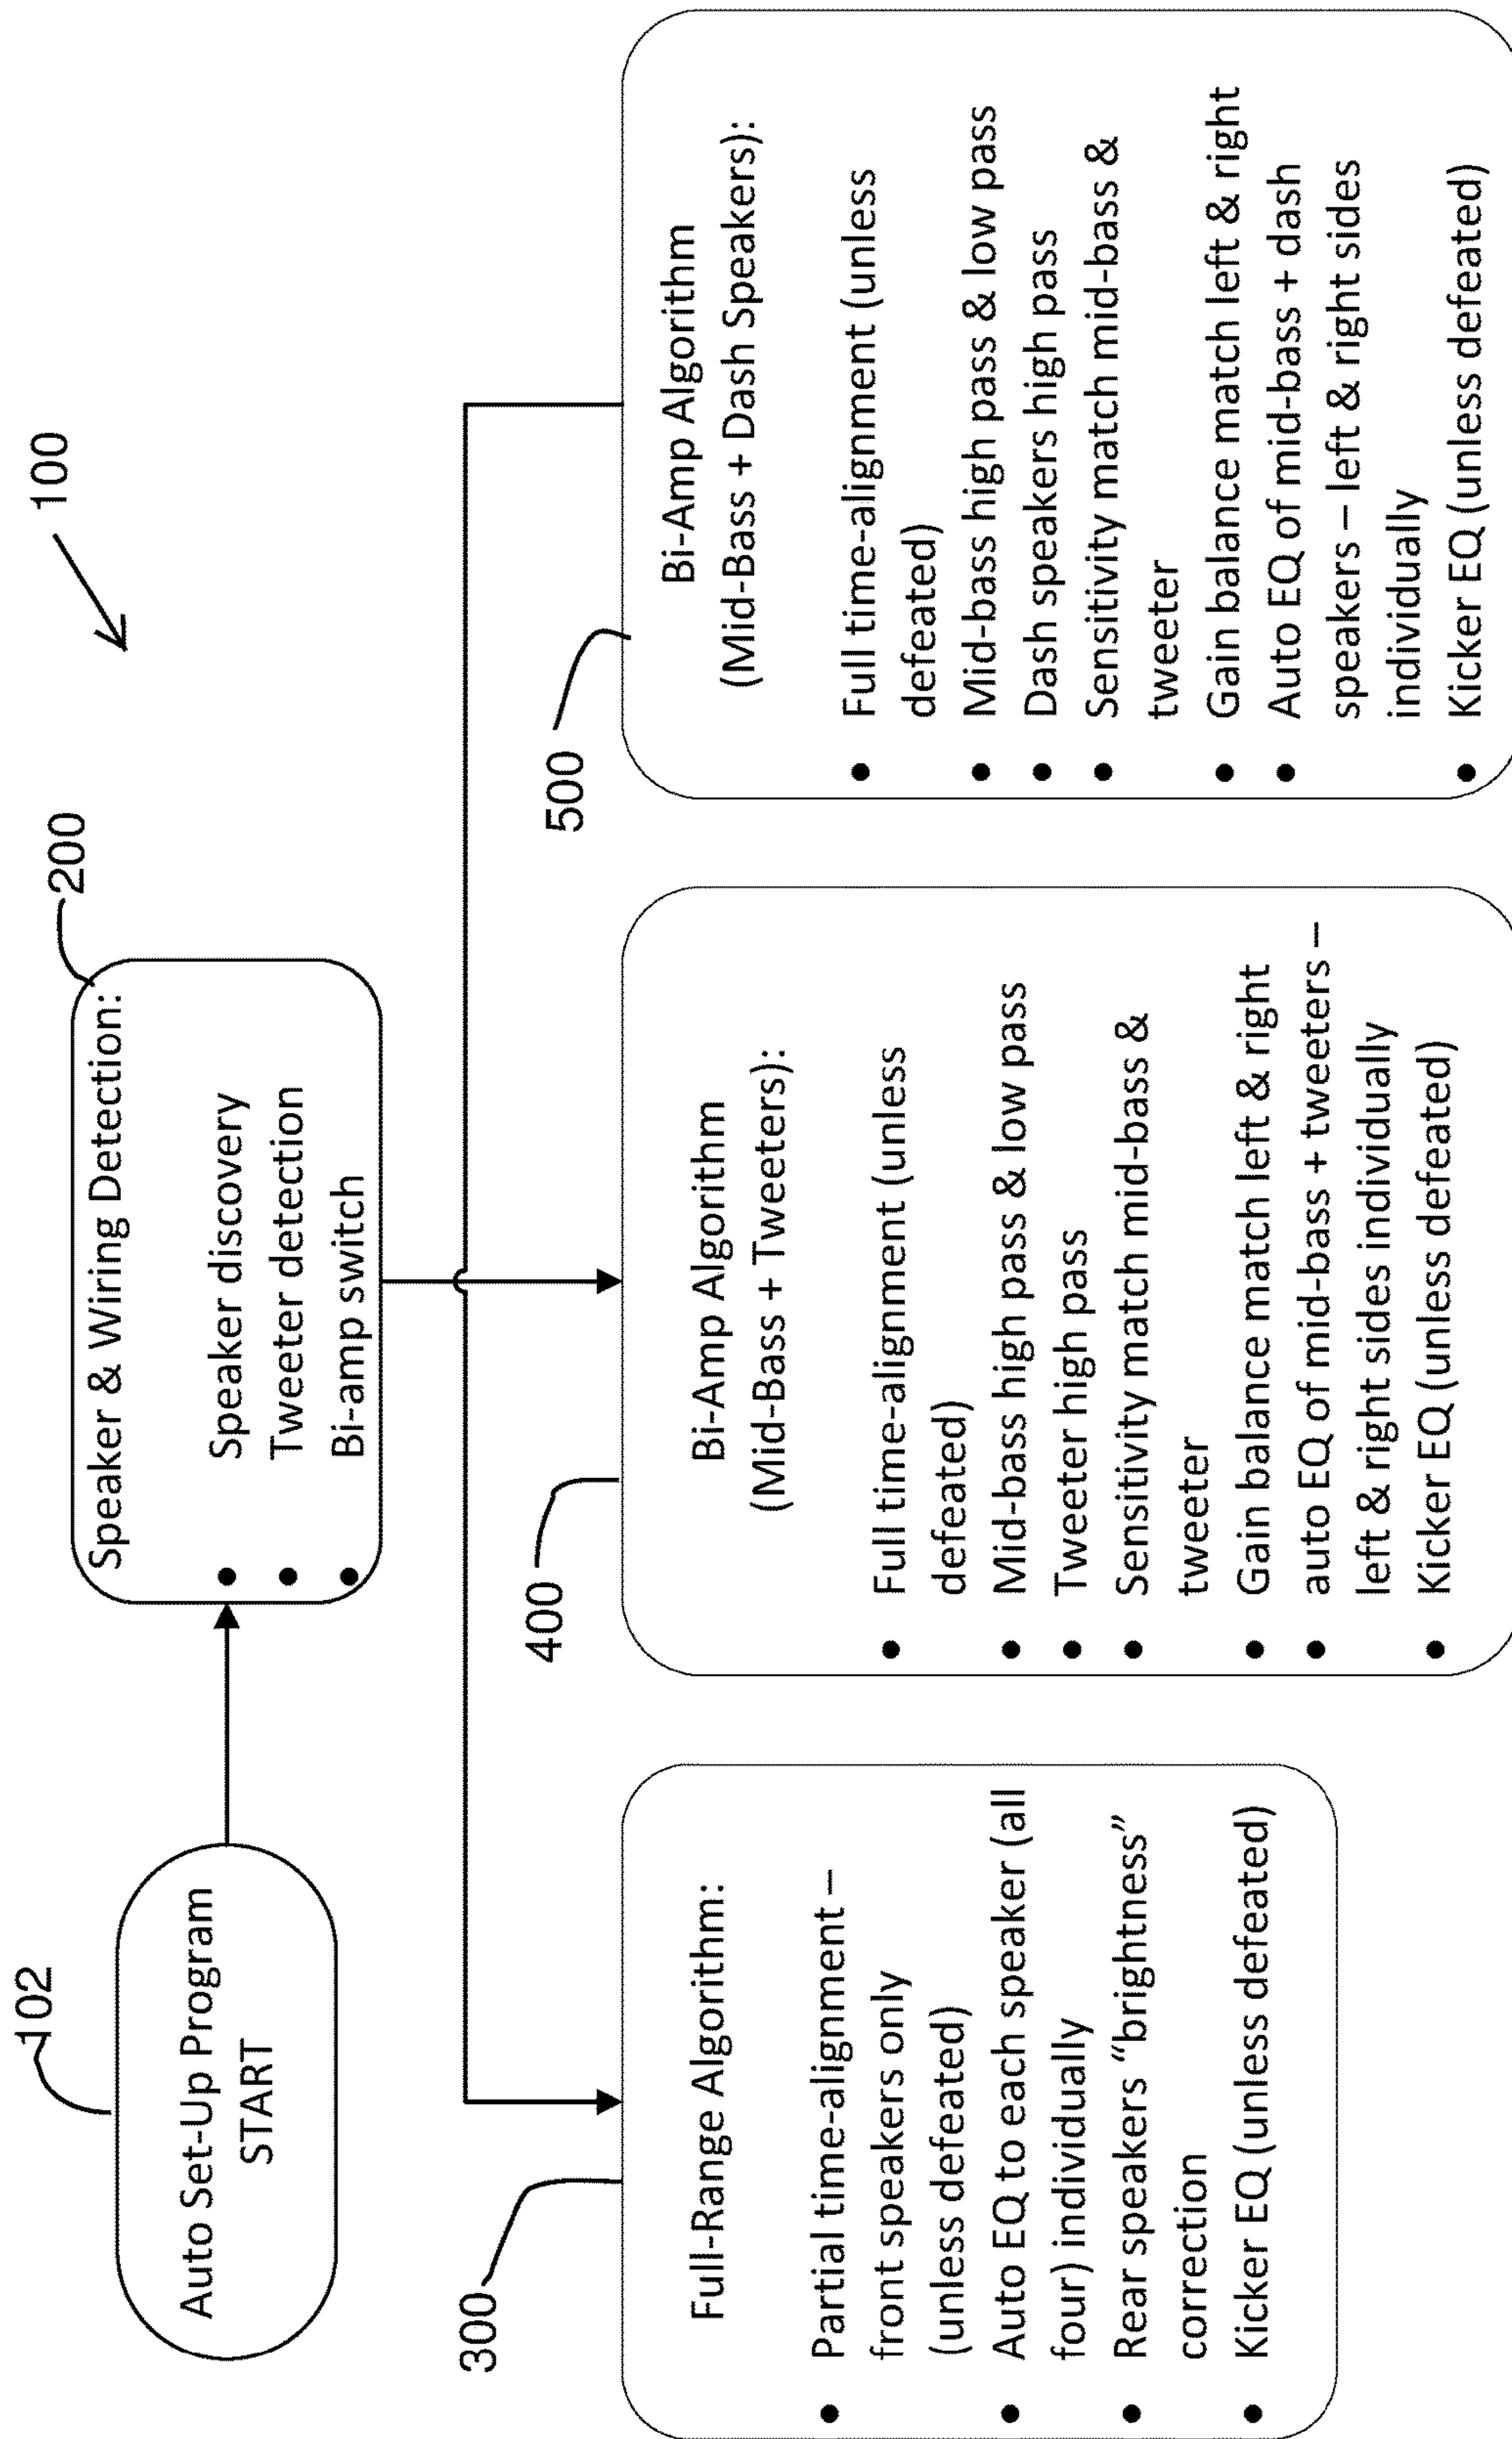 100
102
Auto Set-Up Program
START
200
Speaker & Wiring Detection:
• Speaker discovery
• Tweeter detection
• Bi-amp switch
300
Full-Range Algorithm:
• Partial time-alignment –
front speakers only
(unless defeated)
• Auto EQ to each speaker (all
four) individually
• Rear speakers “brightness”
correction
• Kicker EQ (unless defeated)
400
Bi-Amp Algorithm
(Mid-Bass + Tweeters):
• Full time-alignment (unless
defeated)
• Mid-bass high pass & low pass
• Tweeter high pass
• Sensitivity match mid-bass &
tweeter
• Gain balance match left & right
• auto EQ of mid-bass + tweeters –
left & right sides individually
• Kicker EQ (unless defeated)
500
Bi-Amp Algorithm
(Mid-Bass + Dash Speakers):
• Full time-alignment (unless
defeated)
• Mid-bass high pass & low pass
• Dash speakers high pass
• Sensitivity match mid-bass &
tweeter
• Gain balance match left & right
• Auto EQ of mid-bass + dash
speakers – left & right sides
individually
• Kicker EQ (unless defeated)